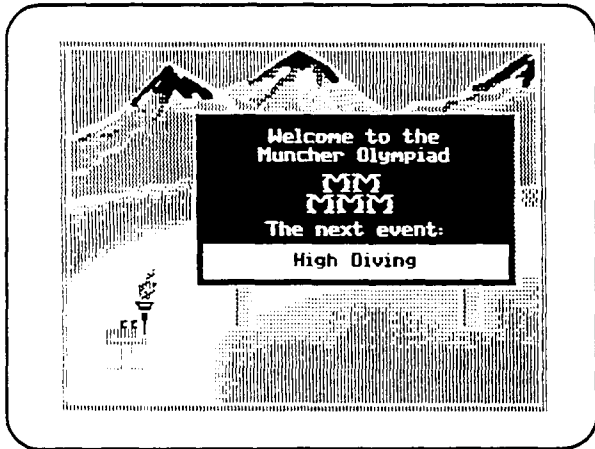 Welcome to the
Muncher Olympiad
MM
MMM
The next event:
High Diving